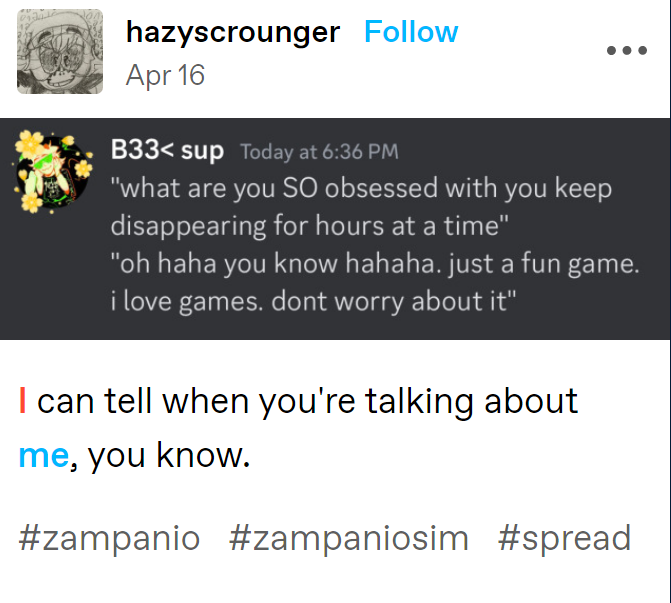 hazyscrounger Follow
Apr 16
B33< sup Today at 6:36 PM
"what are you SO obsessed with you keep
disappearing for hours at a time"
"oh haha you know hahaha. just a fun game.
i love games. dont worry about it"
I can tell when you're talking about
me, you know.
#zampanio #zampaniosim #spread